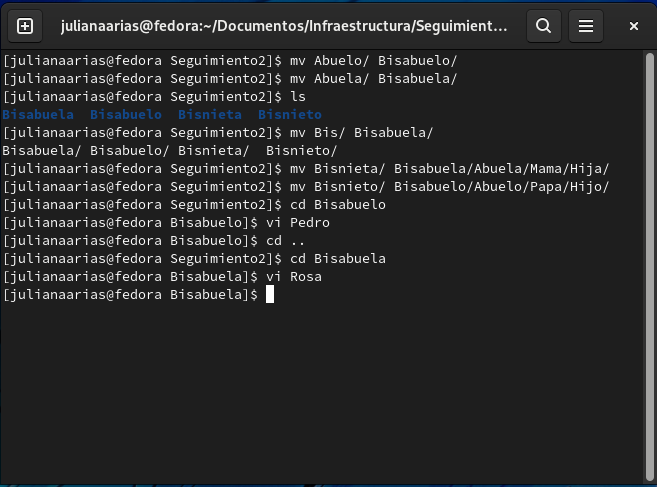 julianaarias@fedora:~/Documentos/Infraestructura/Seguimient...
[julianaarias@fedora Seguimiento2]$ mv Abuelo/ Bisabuelo/
[julianaarias@fedora Seguimiento2]$ mv Abuela/ Bisabuela/
[julianaarias@fedora Seguimiento2]$ ls
Bisabuela  Bisabuelo  Bisnieta  Bisnieto
[julianaarias@fedora Seguimiento2]$ mv Bis/ Bisabuela/
Bisabuela/ Bisabuelo/ Bisnieta/  Bisnieto/
[julianaarias@fedora Seguimiento2]$ mv Bisnieta/ Bisabuela/Abuela/Mama/Hija/
[julianaarias@fedora Seguimiento2]$ mv Bisnieto/ Bisabuelo/Abuelo/Papa/Hijo/
[julianaarias@fedora Seguimiento2]$ cd Bisabuelo
[julianaarias@fedora Bisabuelo]$ vi Pedro
[julianaarias@fedora Bisabuelo]$ cd ..
[julianaarias@fedora Seguimiento2]$ cd Bisabuela
[julianaarias@fedora Bisabuela]$ vi Rosa
[julianaarias@fedora Bisabuela]$